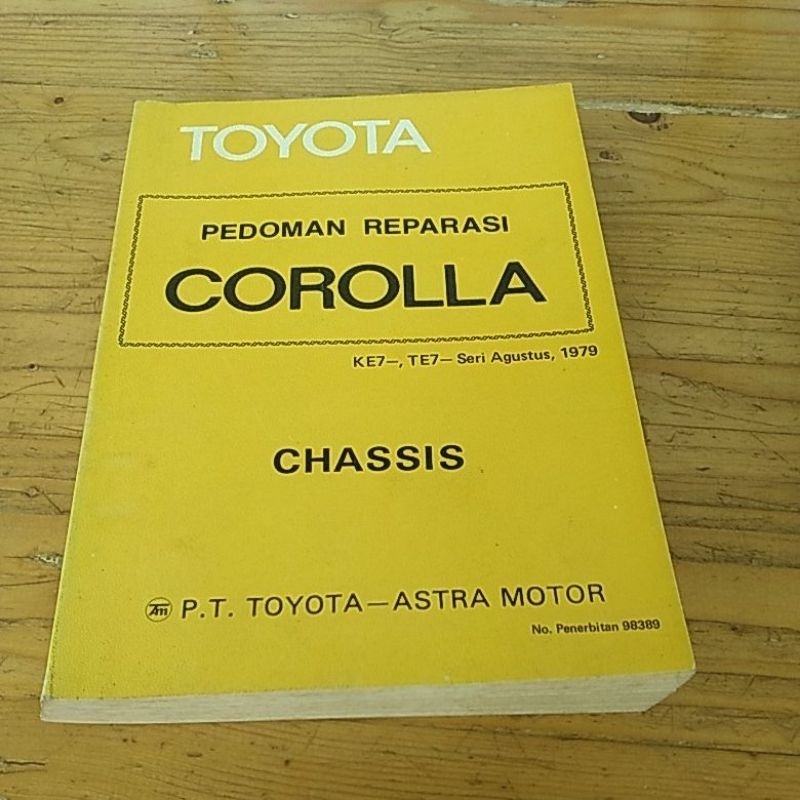 TOYOTA
PEDOMAN REPARASI
COROLLA
KE7–, TE7– Seri Agustus, 1979
CHASSIS
P.T. TOYOTA – ASTRA MOTOR
No. Penerbitan 98389